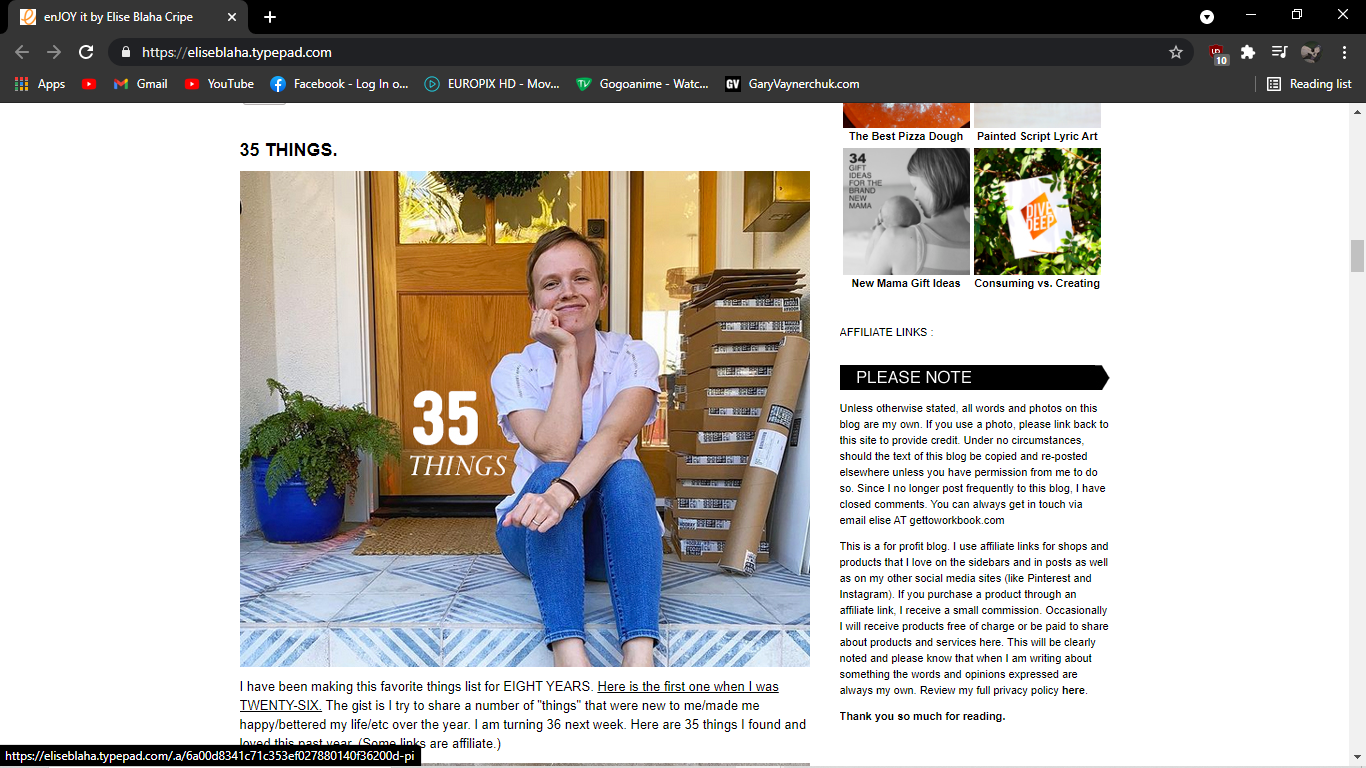 enJOY it by Elise Blaha Cripe
https://eliseblaha.typepad.com
10
Apps
Gmail
YouTube
Facebook - Log In o...
EUROPIX HD - Mov...
Gogoanime - Watc...
GV
GaryVaynerchuk.com
Reading list
35 THINGS.
35
THINGS
I have been making this favorite things list for EIGHT YEARS. Here is the first one when I was
TWENTY-SIX. The gist is I try to share a number of "things" that were new to me/made me
happy/bettered my life/etc over the year. I am turning 36 next week. Here are 35 things I found and
loved this past year. (Some links are affiliate.)
The Best Pizza Dough
Painted Script Lyric Art
34
GIFT
IDEAS
FOR THE
BRAND
NEW
MAMA
DIVE
DEEP
New Mama Gift Ideas
Consuming vs. Creating
AFFILIATE LINKS :
PLEASE NOTE
Unless otherwise stated, all words and photos on this
blog are my own. If you use a photo, please link back to
this site to provide credit. Under no circumstances,
should the text of this blog be copied and re-posted
elsewhere unless you have permission from me to do
so. Since I no longer post frequently to this blog, I have
closed comments. You can always get in touch via
email elise AT gettoworkbook.com
This is a for profit blog. I use affiliate links for shops and
products that I love on the sidebars and in posts as well
as on my other social media sites (like Pinterest and
Instagram). If you purchase a product through an
affiliate link, I receive a small commission. Occasionally
I will receive products free of charge or be paid to share
about products and services here. This will be clearly
noted and please know that when I am writing about
something the words and opinions expressed are
always my own. Review my full privacy policy here.
Thank you so much for reading.
https://eliseblaha.typepad.com/.a/6a00d8341c71c353ef027880140f36200d-pi